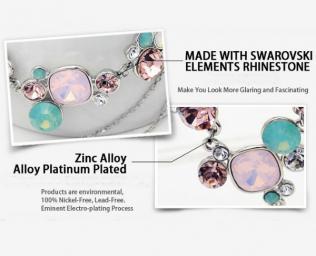 MADE WITH SWAROVSKI
ELEMENTS RHINESTONE
Make You Look More Glaring and Fascinating
Zinc Alloy
Alloy Platinum Plated
Products are environmental,
100% Nickel-Free, Lead-Free.
Eminent Electro-plating Process